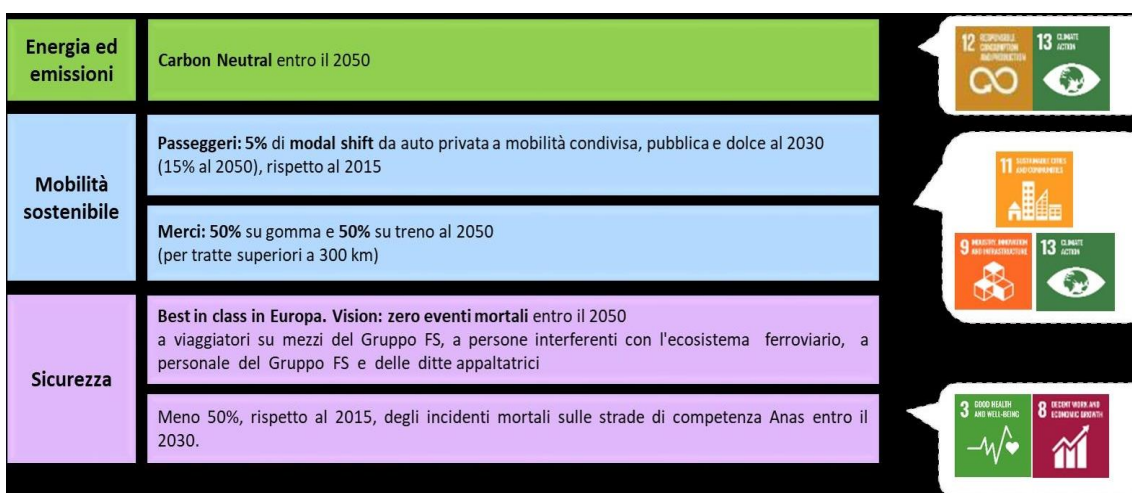 Energia ed
emissioni
Carbon Neutral entro il 2050
12 RESPONSIBLE
CONSUMPTION
AND PRODUCTION
13 CLIMATE
ACTION
Mobilità
sostenibile
Passeggeri: 5% di modal shift da auto privata a mobilità condivisa, pubblica e dolce al 2030
(15% al 2050), rispetto al 2015
Merci: 50% su gomma e 50% su treno al 2050
(per tratte superiori a 300 km)
11 SUSTAINABLE CITIES
AND COMMUNITIES
9 INDUSTRY, INNOVATION
AND INFRASTRUCTURE
13 CLIMATE
ACTION
Sicurezza
Best in class in Europa. Vision: zero eventi mortali entro il 2050
a viaggiatori su mezzi del Gruppo FS, a persone interferenti con l'ecosistema ferroviario, a
personale del Gruppo FS e delle ditte appaltatrici
Meno 50%, rispetto al 2015, degli incidenti mortali sulle strade di competenza Anas entro il
2030.
3 GOOD HEALTH
AND WELL-BEING
8 DECENT WORK AND
ECONOMIC GROWTH